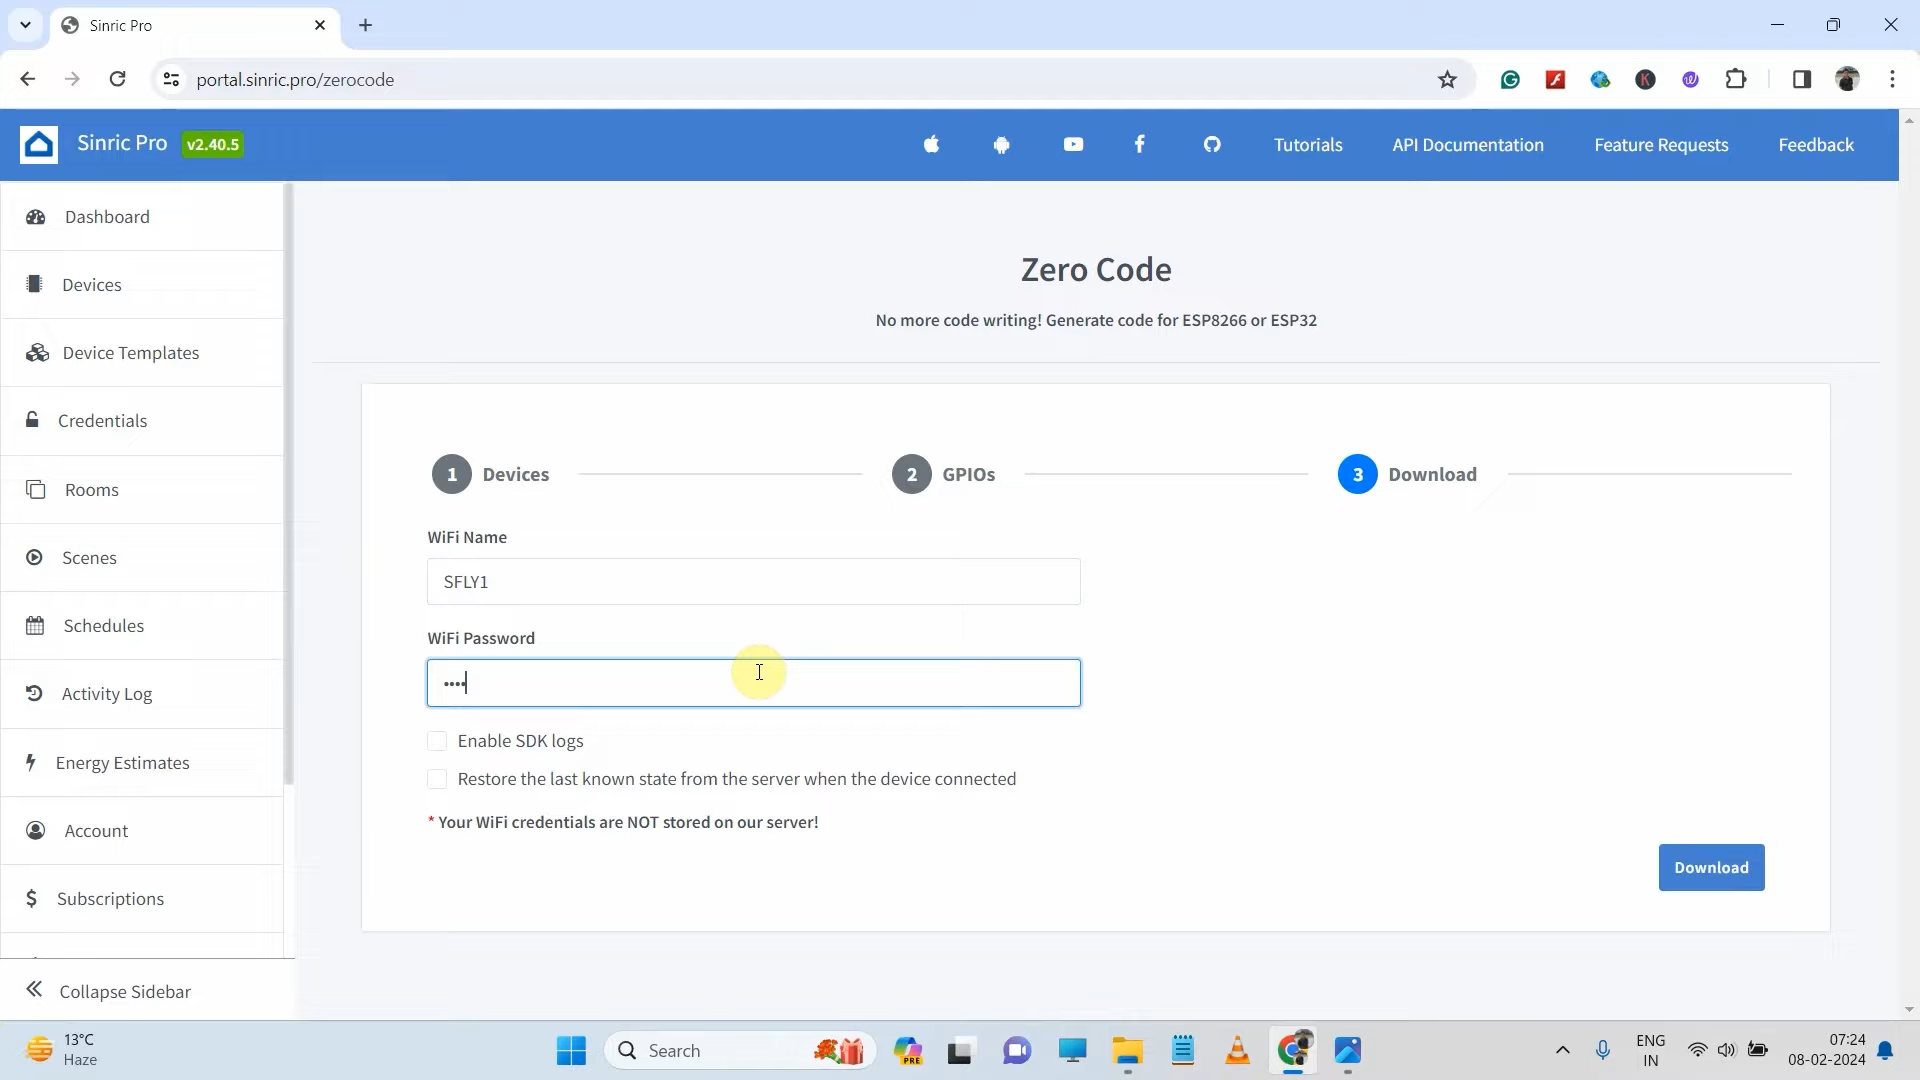 Sinric Pro
portal.sinric.pro/zerocode
Sinric Pro v2.40.5
Tutorials API Documentation Feature Requests Feedback
Dashboard
Devices
Device Templates
Credentials
Rooms
Scenes
Schedules
Activity Log
Energy Estimates
Account
Subscriptions
Collapse Sidebar
Zero Code
No more code writing! Generate code for ESP8266 or ESP32
1 Devices 2 GPIOs 3 Download
WiFi Name
SFLY1
WiFi Password
••••
Enable SDK logs
Restore the last known state from the server when the device connected
* Your WiFi credentials are NOT stored on our server!
Download
13°C
Haze
Search
PRE
ENG
IN
07:24
08-02-2024